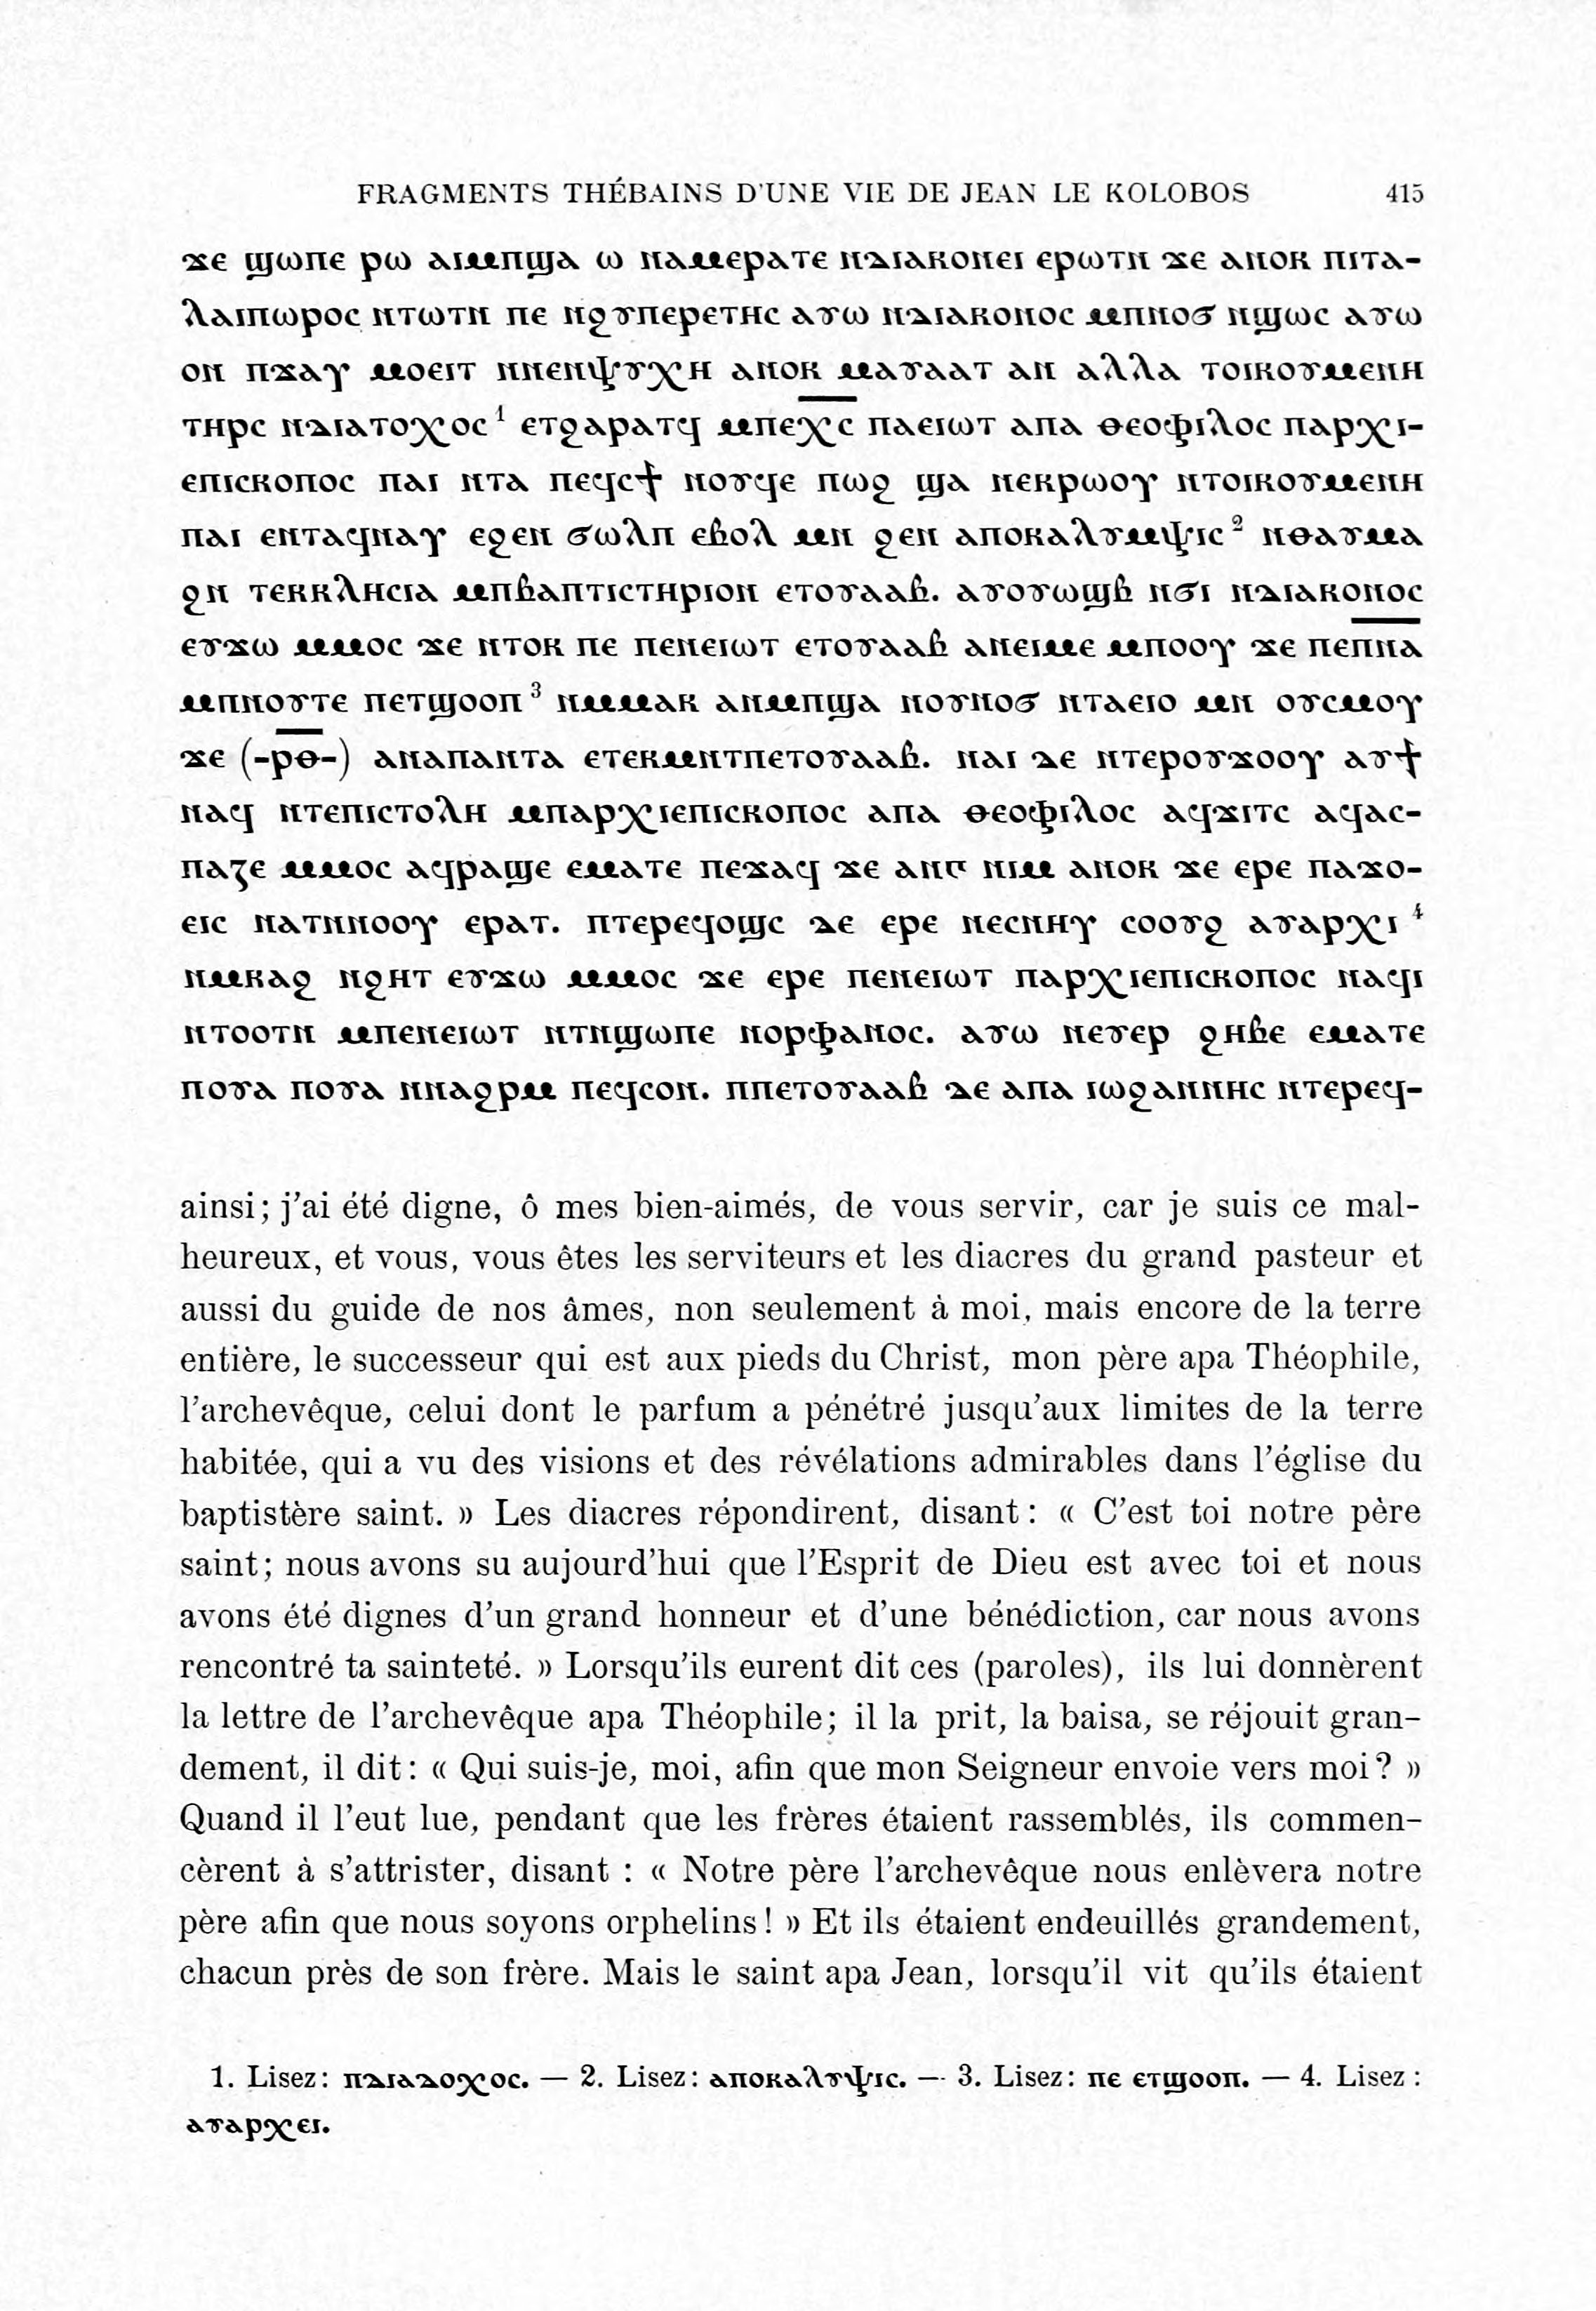 FRAGMENTS THÉBAINS D'UNE VIE DE JEAN LE KOLOBOS 415
ϫⲉ ϣⲱⲡⲉ ⲣⲱ ⲁⲓⲙⲡϣⲁ ⲱ ⲛⲁⲙⲉⲣⲁⲧⲉ ⲛⲇⲓⲁⲕⲟⲛⲉⲓ ⲉⲣⲱⲧⲛ ϫⲉ ⲁⲛⲟⲕ ⲡⲓⲧⲁ-
ⲗⲁⲓⲡⲱⲣⲟⲥ ⲛⲧⲱⲧⲛ ⲡⲉ ⲛϩⲩⲡⲉⲣⲉⲧⲏⲥ ⲁⲩⲱ ⲛⲇⲓⲁⲕⲟⲛⲟⲥ ⲙⲡⲛⲟϭ ⲛϣⲱⲥ ⲁⲩⲱ
ⲟⲛ ⲡϫⲁⲩ ⲙⲟⲉⲓⲧ ⲛⲛⲉⲛⲯⲩⲭⲏ ⲁⲛⲟⲕ ⲙⲁⲩⲁⲁⲧ ⲁⲛ ⲁⲗⲗⲁ ⲧⲟⲓⲕⲟⲩⲙⲉⲛⲏ
ⲧⲏⲣⲥ ⲛⲇⲓⲁⲧⲟⲭⲟⲥ ¹ ⲉⲧϩⲁⲣⲁⲧϥ ⲙⲡⲉⲭ̅ⲥ̅ ⲡⲁⲉⲓⲱⲧ ⲁⲡⲁ ⲑⲉⲟⲫⲓⲗⲟⲥ ⲡⲁⲣⲭⲓ-
ⲉⲡⲓⲥⲕⲟⲡⲟⲥ ⲡⲁⲓ ⲛⲧⲁ ⲡⲉϥⲥϯ ⲛⲟⲩϥⲉ ⲡⲱϩ ϣⲁ ⲛⲉⲕⲣⲱⲟⲩ ⲛⲧⲟⲓⲕⲟⲩⲙⲉⲛⲏ
ⲡⲁⲓ ⲉⲛⲧⲁϥⲛⲁⲩ ⲉϩⲉⲛ ϭⲱⲗⲡ ⲉⲃⲟⲗ ⲙⲛ ϩⲉⲛ ⲁⲡⲟⲕⲁⲗⲩⲙⲯⲓⲥ ² ⲛⲑⲁⲩⲙⲁ
ϩⲛ ⲧⲉⲕⲕⲗⲏⲥⲓⲁ ⲙⲡⲃⲁⲡⲧⲓⲥⲧⲏⲣⲓⲟⲛ ⲉⲧⲟⲩⲁⲁⲃ. ⲁⲩⲟⲩⲱϣⲃ ⲛϭⲓ ⲛⲇⲓⲁⲕⲟⲛⲟⲥ
ⲉⲩϫⲱ ⲙⲙⲟⲥ ϫⲉ ⲛⲧⲟⲕ ⲡⲉ ⲡⲉⲛⲉⲓⲱⲧ ⲉⲧⲟⲩⲁⲁⲃ ⲁⲛⲉⲓⲙⲉ ⲙⲡⲟⲟⲩ ϫⲉ ⲡⲉⲡ̅ⲛ̅ⲁ̅
ⲙⲡⲛⲟⲩⲧⲉ ⲡⲉⲧϣⲟⲟⲡ ³ ⲛⲙⲙⲁⲕ ⲁⲛⲙⲡϣⲁ ⲛⲟⲩⲛⲟϭ ⲛⲧⲁⲉⲓⲟ ⲙⲛ ⲟⲩⲥⲙⲟⲩ
ϫⲉ (-ⲣ̅ⲑ̅-) ⲁⲛⲁⲡⲁⲛⲧⲁ ⲉⲧⲉⲕⲙⲛⲧⲡⲉⲧⲟⲩⲁⲁⲃ. ⲛⲁⲓ ⲇⲉ ⲛⲧⲉⲣⲟⲩϫⲟⲟⲩ ⲁⲩϯ
ⲛⲁϥ ⲛⲧⲉⲡⲓⲥⲧⲟⲗⲏ ⲙⲡⲁⲣⲭⲓⲉⲡⲓⲥⲕⲟⲡⲟⲥ ⲁⲡⲁ ⲑⲉⲟⲫⲓⲗⲟⲥ ⲁϥϫⲓⲧⲥ ⲁϥⲁⲥ-
ⲡⲁⲍⲉ ⲙⲙⲟⲥ ⲁϥⲣⲁϣⲉ ⲉⲙⲁⲧⲉ ⲡⲉϫⲁϥ ϫⲉ ⲁⲛⲅ ⲛⲓⲙ ⲁⲛⲟⲕ ϫⲉ ⲉⲣⲉ ⲡⲁϫⲟ-
ⲉⲓⲥ ⲛⲁⲧⲛⲛⲟⲟⲩ ⲉⲣⲁⲧ. ⲛⲧⲉⲣⲉϥⲟϣⲥ ⲇⲉ ⲉⲣⲉ ⲛⲉⲥⲛⲏⲩ ⲥⲟⲟⲩϩ ⲁⲩⲁⲣⲭⲓ ⁴
ⲛⲙⲕⲁϩ ⲛϩⲏⲧ ⲉⲩϫⲱ ⲙⲙⲟⲥ ϫⲉ ⲉⲣⲉ ⲡⲉⲛⲉⲓⲱⲧ ⲡⲁⲣⲭⲓⲉⲡⲓⲥⲕⲟⲡⲟⲥ ⲛⲁϥⲓ
ⲛⲧⲟⲟⲧⲛ ⲙⲡⲉⲛⲉⲓⲱⲧ ⲛⲧⲛϣⲱⲡⲉ ⲛⲟⲣⲫⲁⲛⲟⲥ. ⲁⲩⲱ ⲛⲉⲩⲉⲣ ϩⲏⲃⲉ ⲉⲙⲁⲧⲉ
ⲡⲟⲩⲁ ⲡⲟⲩⲁ ⲛⲛⲁϩⲣⲙ ⲡⲉϥⲥⲟⲛ. ⲡⲡⲉⲧⲟⲩⲁⲁⲃ ⲇⲉ ⲁⲡⲁ ⲓⲱϩⲁⲛⲛⲏⲥ ⲛⲧⲉⲣⲉϥ-
ainsi; j'ai été digne, ô mes bien-aimés, de vous servir, car je suis ce mal-
heureux, et vous, vous êtes les serviteurs et les diacres du grand pasteur et
aussi du guide de nos âmes, non seulement à moi, mais encore de la terre
entière, le successeur qui est aux pieds du Christ, mon père apa Théophile,
l'archevêque, celui dont le parfum a pénétré jusqu'aux limites de la terre
habitée, qui a vu des visions et des révélations admirables dans l'église du
baptistère saint. » Les diacres répondirent, disant : « C'est toi notre père
saint; nous avons su aujourd'hui que l'Esprit de Dieu est avec toi et nous
avons été dignes d'un grand honneur et d'une bénédiction, car nous avons
rencontré ta sainteté. » Lorsqu'ils eurent dit ces (paroles), ils lui donnèrent
la lettre de l'archevêque apa Théophile; il la prit, la baisa, se réjouit gran-
dement, il dit : « Qui suis-je, moi, afin que mon Seigneur envoie vers moi? »
Quand il l'eut lue, pendant que les frères étaient rassemblés, ils commen-
cèrent à s'attrister, disant : « Notre père l'archevêque nous enlèvera notre
père afin que nous soyons orphelins! » Et ils étaient endeuillés grandement,
chacun près de son frère. Mais le saint apa Jean, lorsqu'il vit qu'ils étaient
1. Lisez : ⲡⲇⲓⲁⲇⲟⲭⲟⲥ. — 2. Lisez : ⲁⲡⲟⲕⲁⲗⲩⲯⲓⲥ. — 3. Lisez : ⲡⲉ ⲉⲧϣⲟⲟⲡ. — 4. Lisez :
ⲁⲩⲁⲣⲭⲉⲓ.